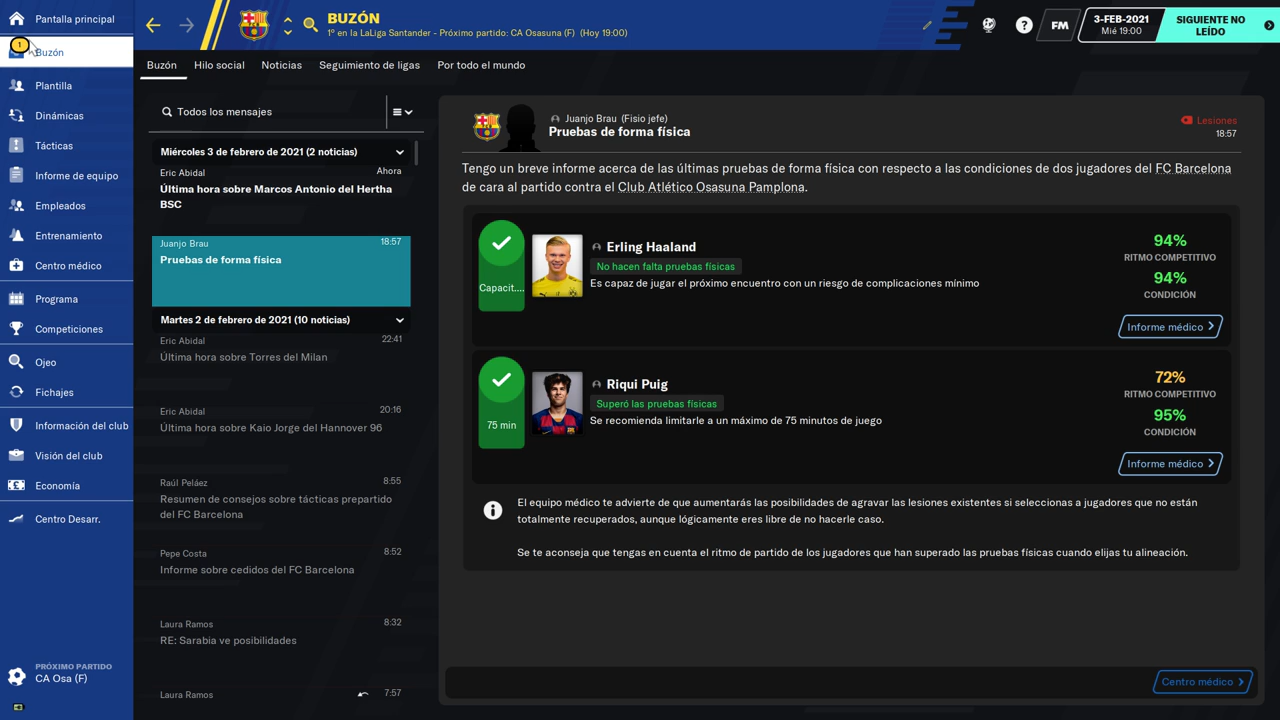 Pantalla principal
1
Buzón
Plantilla
Dinámicas
Tácticas
Informe de equipo
Empleados
Entrenamiento
Centro médico
Programa
Competiciones
Ojeo
Fichajes
Información del club
Visión del club
Economía
Centro Desarr.
PRÓXIMO PARTIDO
CA Osa (F)
BUZÓN
1º en la LaLiga Santander - Próximo partido: CA Osasuna (F) (Hoy 19:00)
FM
3-FEB-2021
Mié 19:00
SIGUIENTE NO
LEÍDO
Buzón
Hilo social
Noticias
Seguimiento de ligas
Por todo el mundo
Todos los mensajes
Miércoles 3 de febrero de 2021 (2 noticias)
Eric Abidal
Ahora
Última hora sobre Marcos Antonio del Hertha
BSC
Juanjo Brau
18:57
Pruebas de forma física
Martes 2 de febrero de 2021 (10 noticias)
Eric Abidal
22:41
Última hora sobre Torres del Milan
Eric Abidal
20:16
Última hora sobre Kaio Jorge del Hannover 96
Raúl Peláez
8:55
Resumen de consejos sobre tácticas prepartido
del FC Barcelona
Pepe Costa
8:52
Informe sobre cedidos del FC Barcelona
Laura Ramos
8:32
RE: Sarabia ve posibilidades
Laura Ramos
7:57
Juanjo Brau (Fisio jefe)
Pruebas de forma física
Lesiones
18:57
Tengo un breve informe acerca de las últimas pruebas de forma física con respecto a las condiciones de dos jugadores del FC Barcelona
de cara al partido contra el Club Atlético Osasuna Pamplona.
Capacit....
Erling Haaland
No hacen falta pruebas físicas
Es capaz de jugar el próximo encuentro con un riesgo de complicaciones mínimo
94%
RITMO COMPETITIVO
94%
CONDICIÓN
Informe médico
75 min
Riqui Puig
Superó las pruebas físicas
Se recomienda limitarle a un máximo de 75 minutos de juego
72%
RITMO COMPETITIVO
95%
CONDICIÓN
Informe médico
El equipo médico te advierte de que aumentarás las posibilidades de agravar las lesiones existentes si seleccionas a jugadores que no están
totalmente recuperados, aunque lógicamente eres libre de no hacerle caso.
Se te aconseja que tengas en cuenta el ritmo de partido de los jugadores que han superado las pruebas físicas cuando elijas tu alineación.
Centro médico